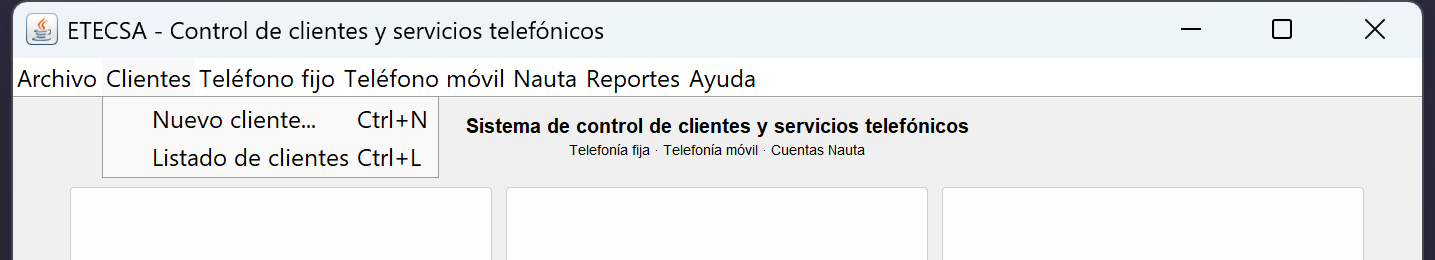 ETECSA - Control de clientes y servicios telefónicos
Archivo Clientes Teléfono fijo Teléfono móvil Nauta Reportes Ayuda
Nuevo cliente... Ctrl+N
Listado de clientes Ctrl+L
Sistema de control de clientes y servicios telefónicos
Telefonía fija · Telefonía móvil · Cuentas Nauta